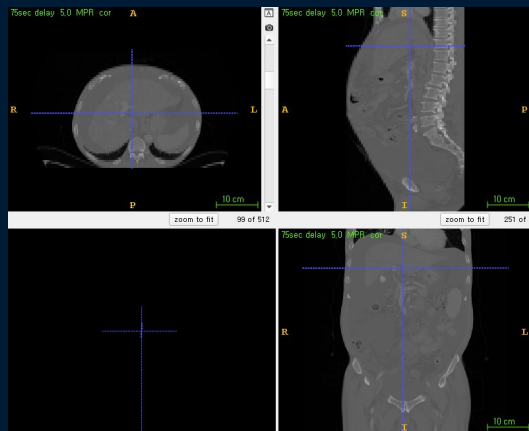 75sec delay 5,0 MPR cor
A
A
R
L
P
10 cm
zoom to fit
99 of 512
75sec delay 5,0 MPR cor
S
A
P
I
10 cm
zoom to fit
251 of
75sec delay 5,0 MPR cor
S
R
L
I
10 cm